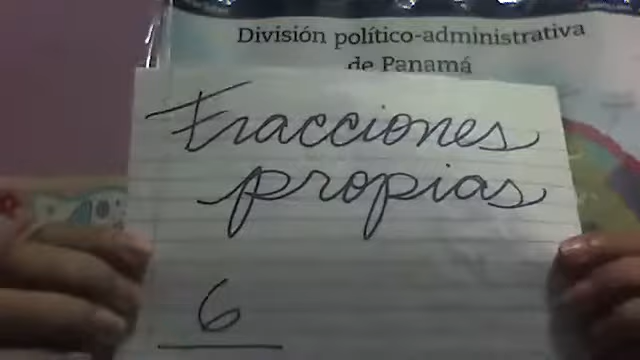 División político-administrativa
de Panamá
Fracciones
propias
6